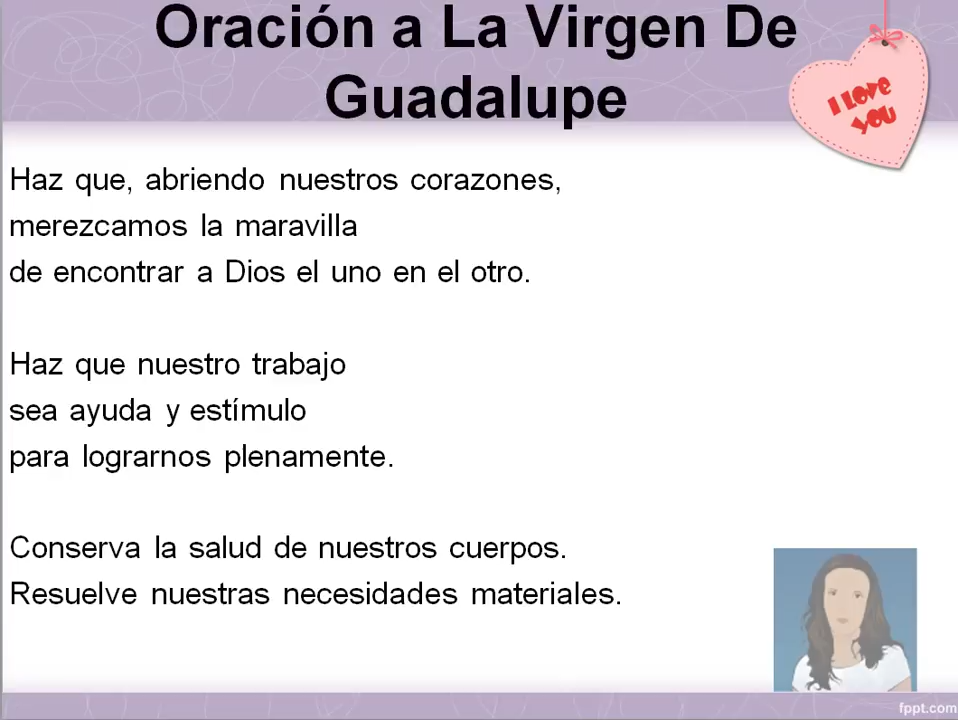 Oración a La Virgen De
Guadalupe
I LOVE
YOU
Haz que, abriendo nuestros corazones,
merezcamos la maravilla
de encontrar a Dios el uno en el otro.
Haz que nuestro trabajo
sea ayuda y estímulo
para lograrnos plenamente.
Conserva la salud de nuestros cuerpos.
Resuelve nuestras necesidades materiales.
fppt.com